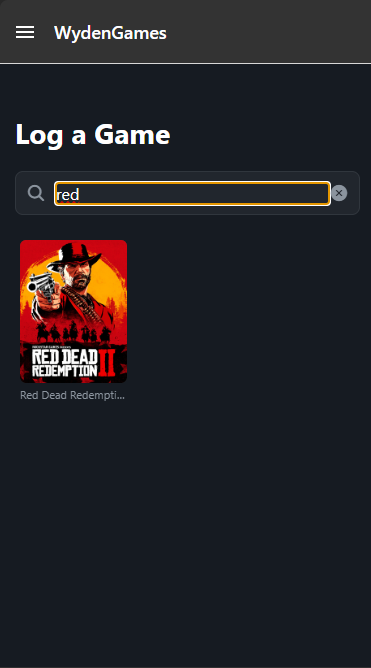 WydenGames
Log a Game
red
RED DEAD
REDEMPTION II
Red Dead Redempti...